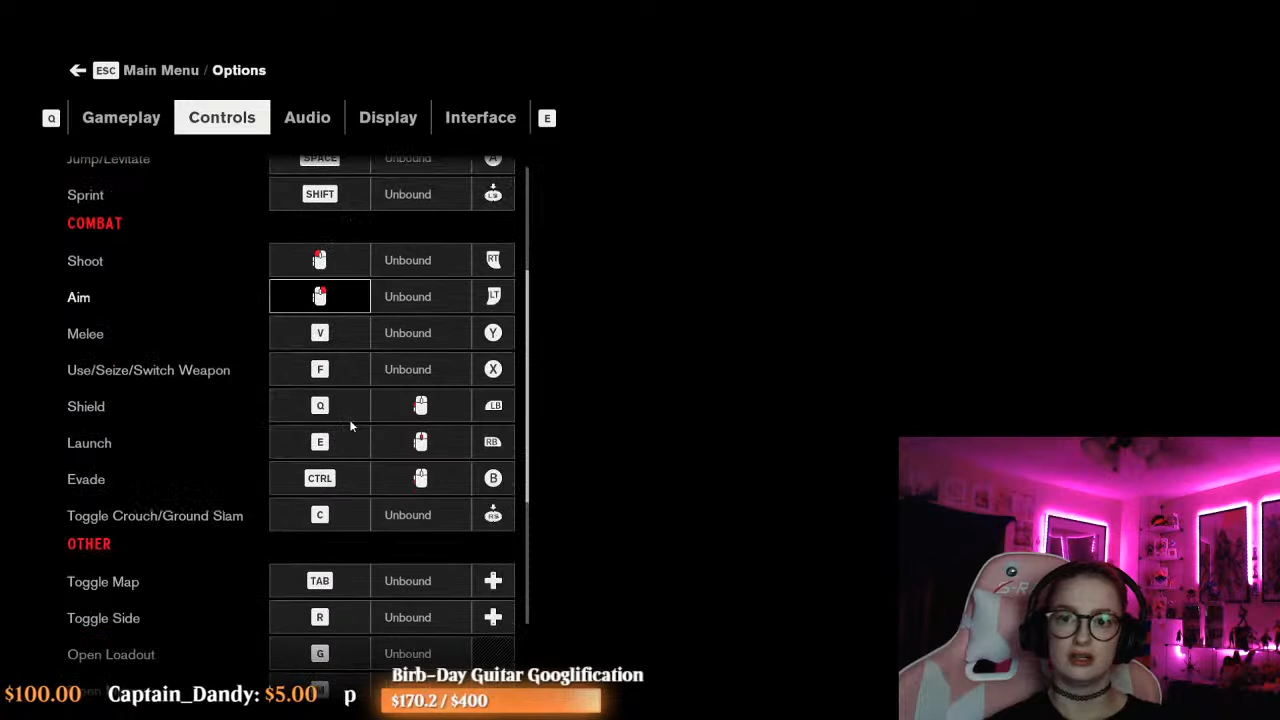 ESC Main Menu / Options
Q Gameplay Controls Audio Display Interface E
Jump/Levitate SPACE Unbound A
Sprint SHIFT Unbound LS
COMBAT
Shoot Unbound RT
Aim Unbound LT
Melee V Unbound Y
Use/Seize/Switch Weapon F Unbound X
Shield Q LB
Launch E RB
Evade CTRL B
Toggle Crouch/Ground Slam C Unbound RS
OTHER
Toggle Map TAB Unbound
Toggle Side R Unbound
Open Loadout G Unbound
Birb-Day Guitar Googlification
$100.00 Captain_Dandy: $5.00 p $170.2 / $400